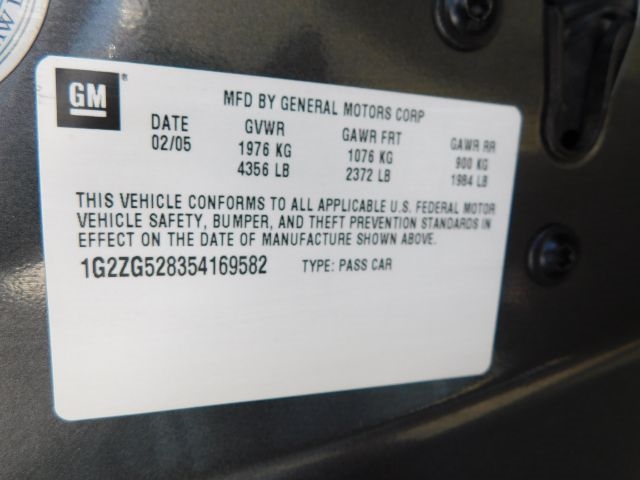 GM ®
MFD BY GENERAL MOTORS CORP
DATE GVWR GAWR FRT GAWR RR
02/05 1976 KG 1076 KG 900 KG
4356 LB 2372 LB 1984 LB
THIS VEHICLE CONFORMS TO ALL APPLICABLE U.S. FEDERAL MOTOR
VEHICLE SAFETY, BUMPER, AND THEFT PREVENTION STANDARDS IN
EFFECT ON THE DATE OF MANUFACTURE SHOWN ABOVE.
1G2ZG528354169582 TYPE: PASS CAR